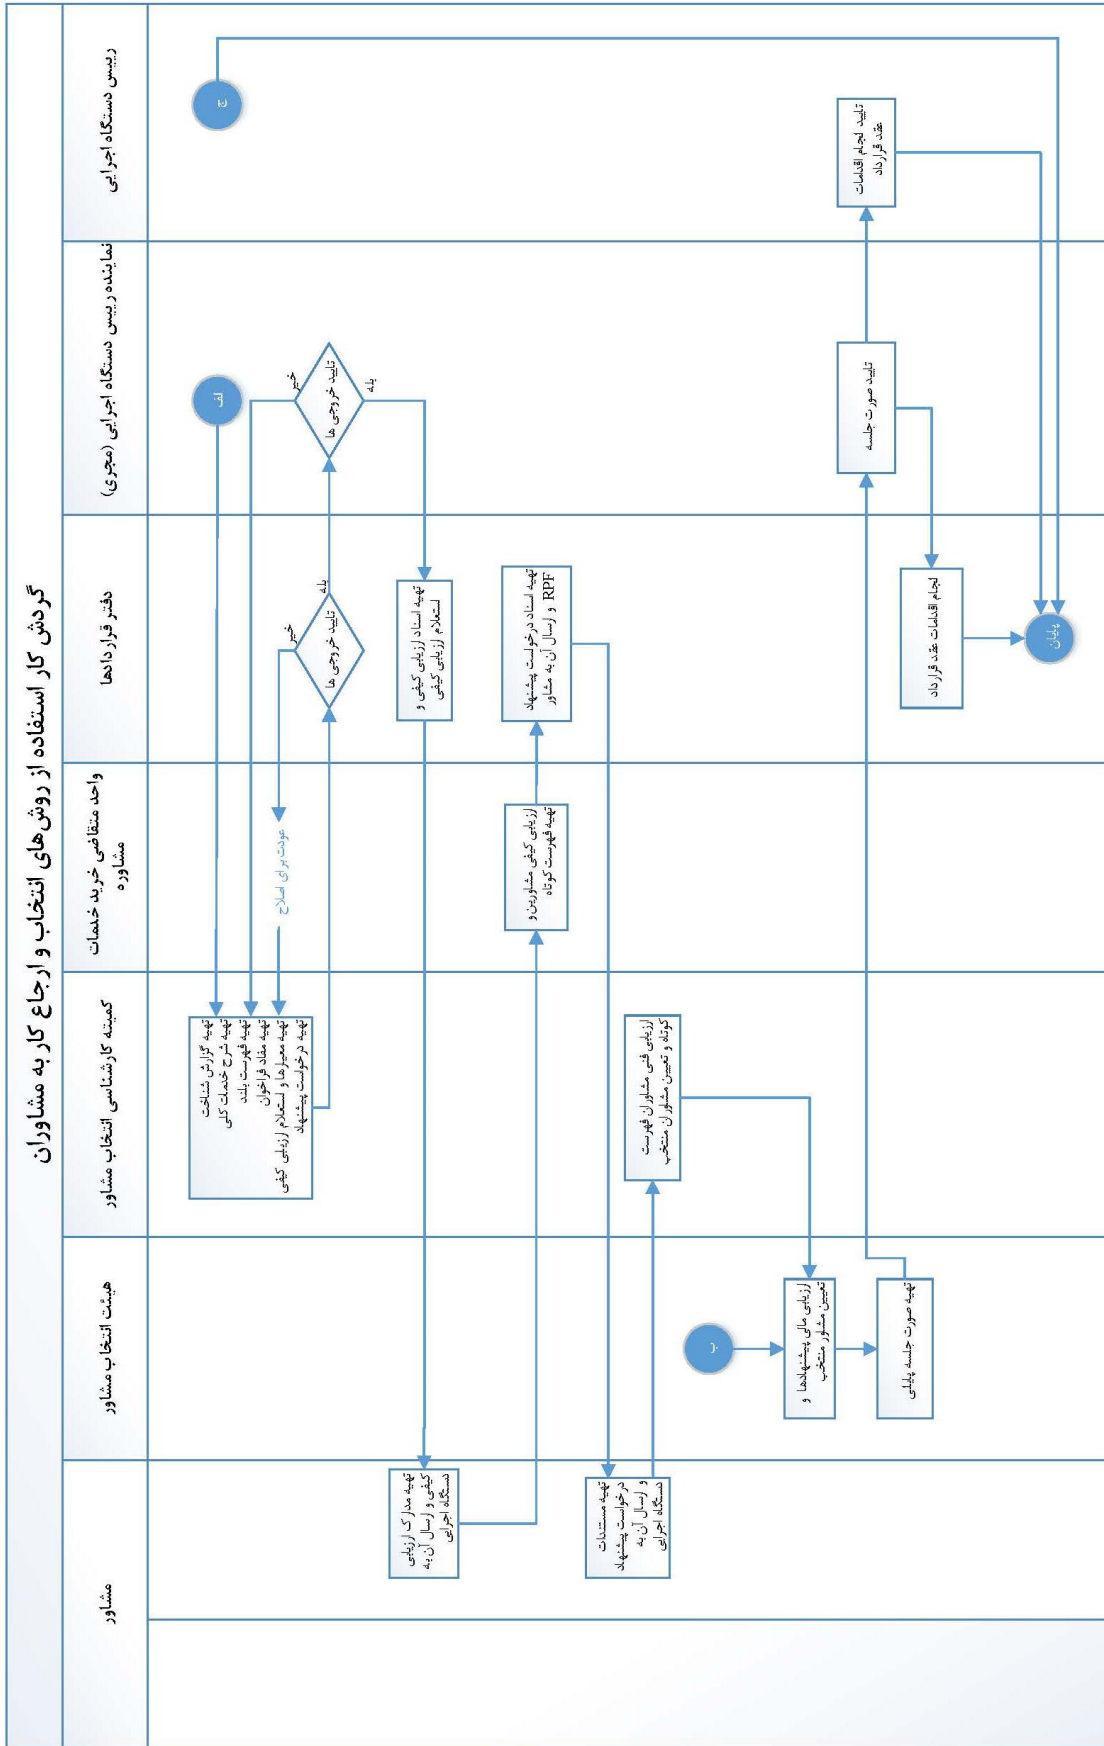 گردش کار استفاده از روش‌های انتخاب و ارجاع کار به مشاوران
رییس دستگاه اجرایی
نماینده رییس دستگاه اجرایی (مجری)
دفتر قراردادها
واحد متقاضی خرید خدمات
مشاوره
کمیته کارشناسی انتخاب مشاور
هیئت انتخاب مشاور
مشاور
ج
الف
تهیه گزارش شناخت
تهیه شرح خدمات کلی
تهیه فهرست بلند
تهیه مفاد فراخوان
تهیه معیارها و استعلام ارزیابی کیفی
تهیه درخواست پیشنهاد
عودت برای اصلاح
تایید خروجی ها
خیر
بله
تایید خروجی ها
خیر
بله
تهیه اسناد ارزیابی کیفی و
استعلام ارزیابی کیفی
تهیه مدارک ارزیابی
کیفی و ارسال آن به
دستگاه اجرایی
ارزیابی کیفی مشاورین و
تهیه فهرست کوتاه
تهیه اسناد درخواست پیشنهاد
RPF و ارسال آن به مشاور
تهیه مستندات
درخواست پیشنهاد
و ارسال آن به
دستگاه اجرایی
ارزیابی فنی مشاوران فهرست
کوتاه و تعیین مشاوران منتخب
ب
ارزیابی مالی پیشنهادها و
تعیین مشاور منتخب
تهیه صورت جلسه پایانی
تایید صورت جلسه
تایید انجام اقدامات
عقد قرارداد
انجام اقدامات عقد قرارداد
پایان